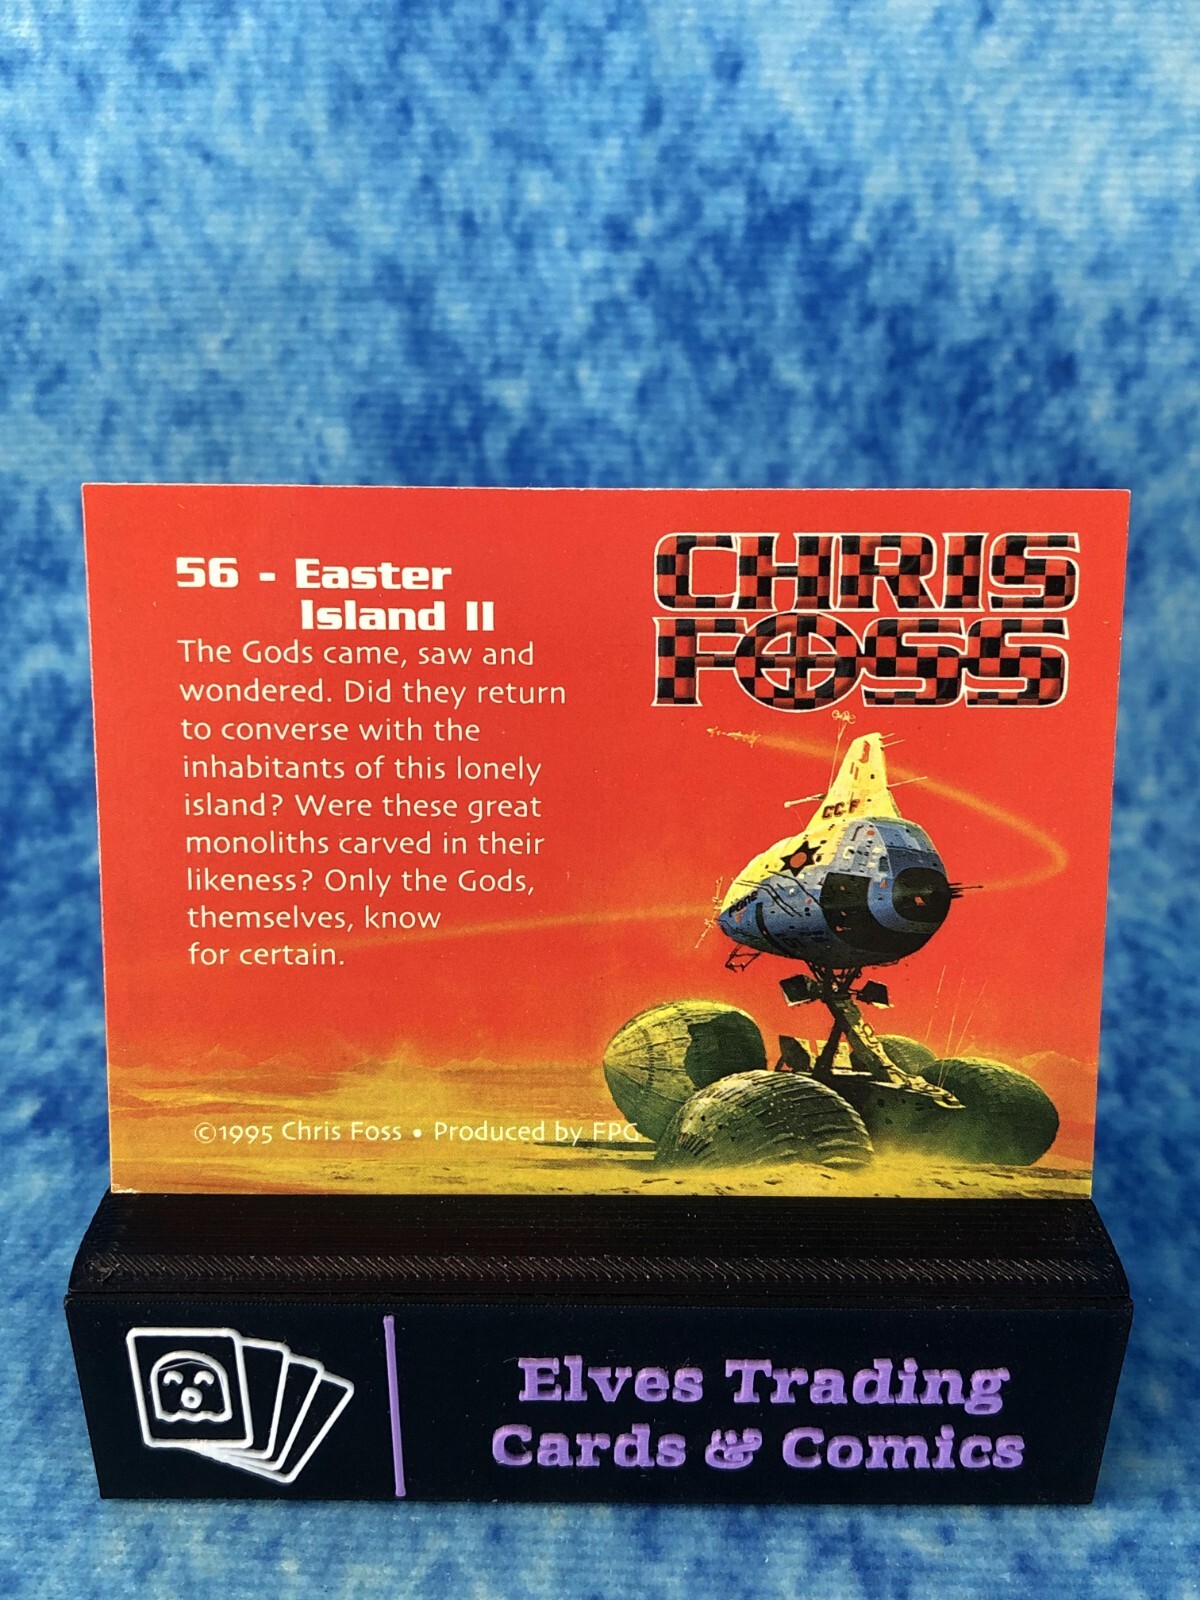 56 - Easter
Island II
The Gods came, saw and
wondered. Did they return
to converse with the
inhabitants of this lonely
island? Were these great
monoliths carved in their
likeness? Only the Gods,
themselves, know
for certain.
CHRIS
FOSS
CCF
©1995 Chris Foss • Produced by FPG
Elves Trading
Cards & Comics